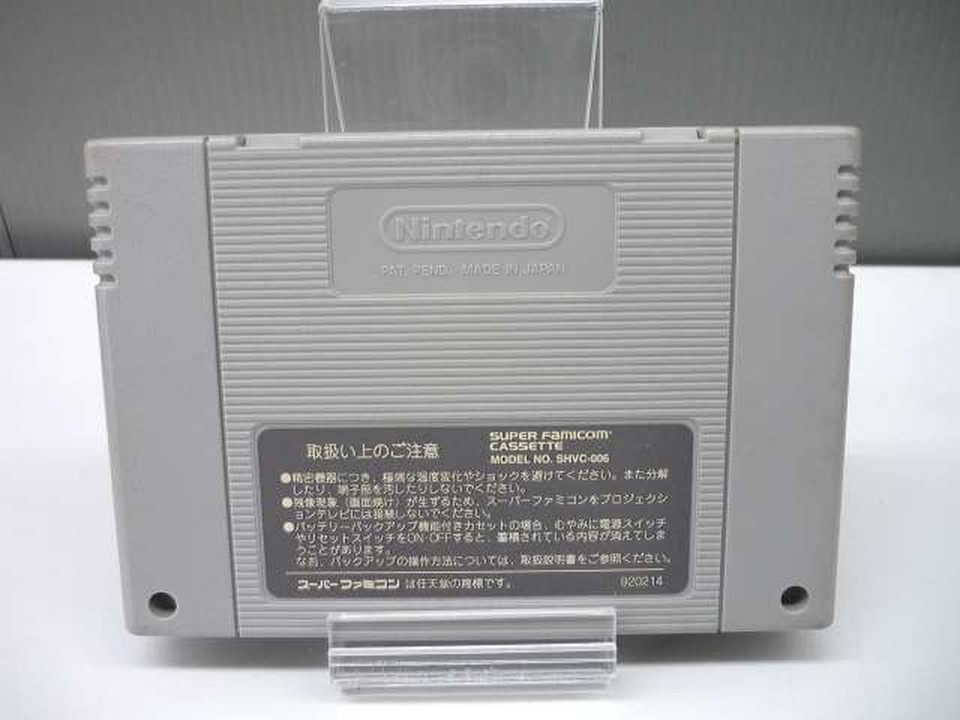 Nintendo
PAT. PEND. MADE IN JAPAN
取扱い上のご注意
SUPER FAMICOM
CASSETTE
MODEL NO. SHVC-006
●精密機器につき、極端な温度変化やショックを避けてください。また分解
したり、端子部を汚したりしないでください。
●残像現象(画面焼け)が生ずるため、スーパーファミコンをプロジェクシ
ョンテレビには接続しないでください。
●バッテリーバックアップ機能付きカセットの場合、むやみに電源スイッチ
やリセットスイッチをON・OFFすると、蓄積されている内容が消えてしま
うことがあります。
なお、バックアップの操作方法については、取扱説明書をご参照ください。
スーパーファミコンは任天堂の商標です。
920214